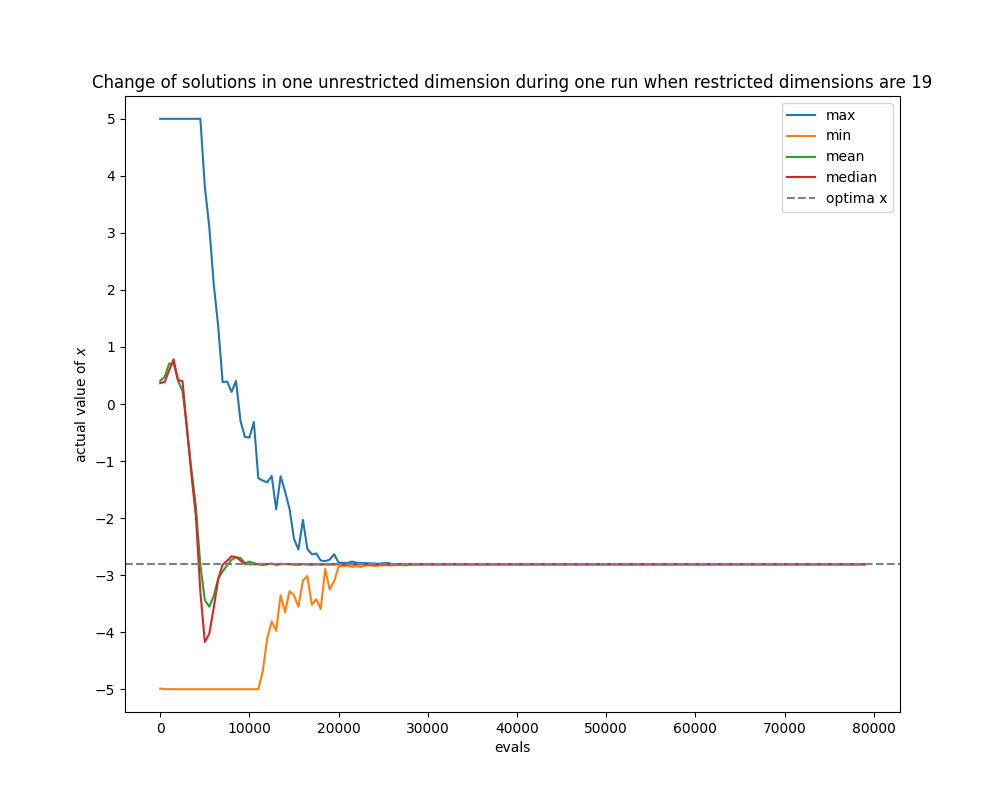 Change of solutions in one unrestricted dimension during one run when restricted dimensions are 19
max
min
mean
median
optima x
5
4
3
2
1
0
−1
−2
−3
−4
−5
actual value of x
0 10000 20000 30000 40000 50000 60000 70000 80000
evals